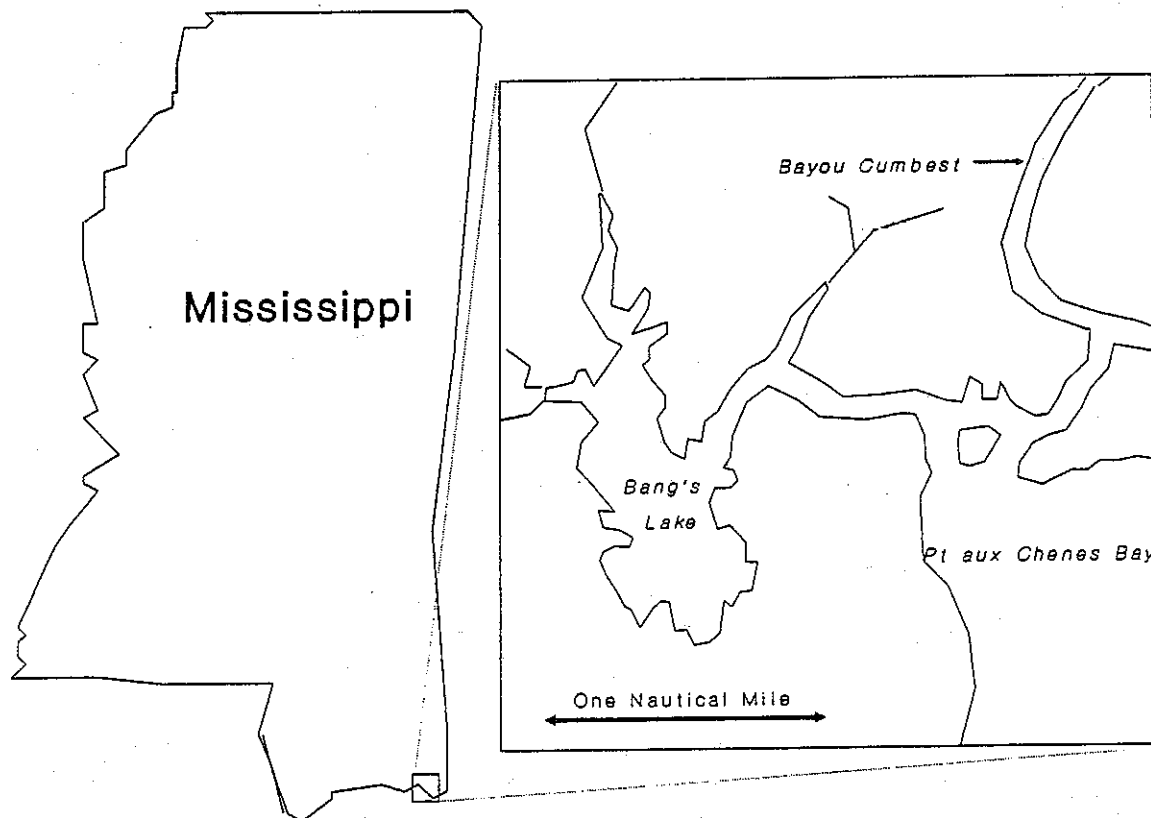 Mississippi
Bayou Cumbest
Bang's
Lake
Pt aux Chenes Bay
One Nautical Mile